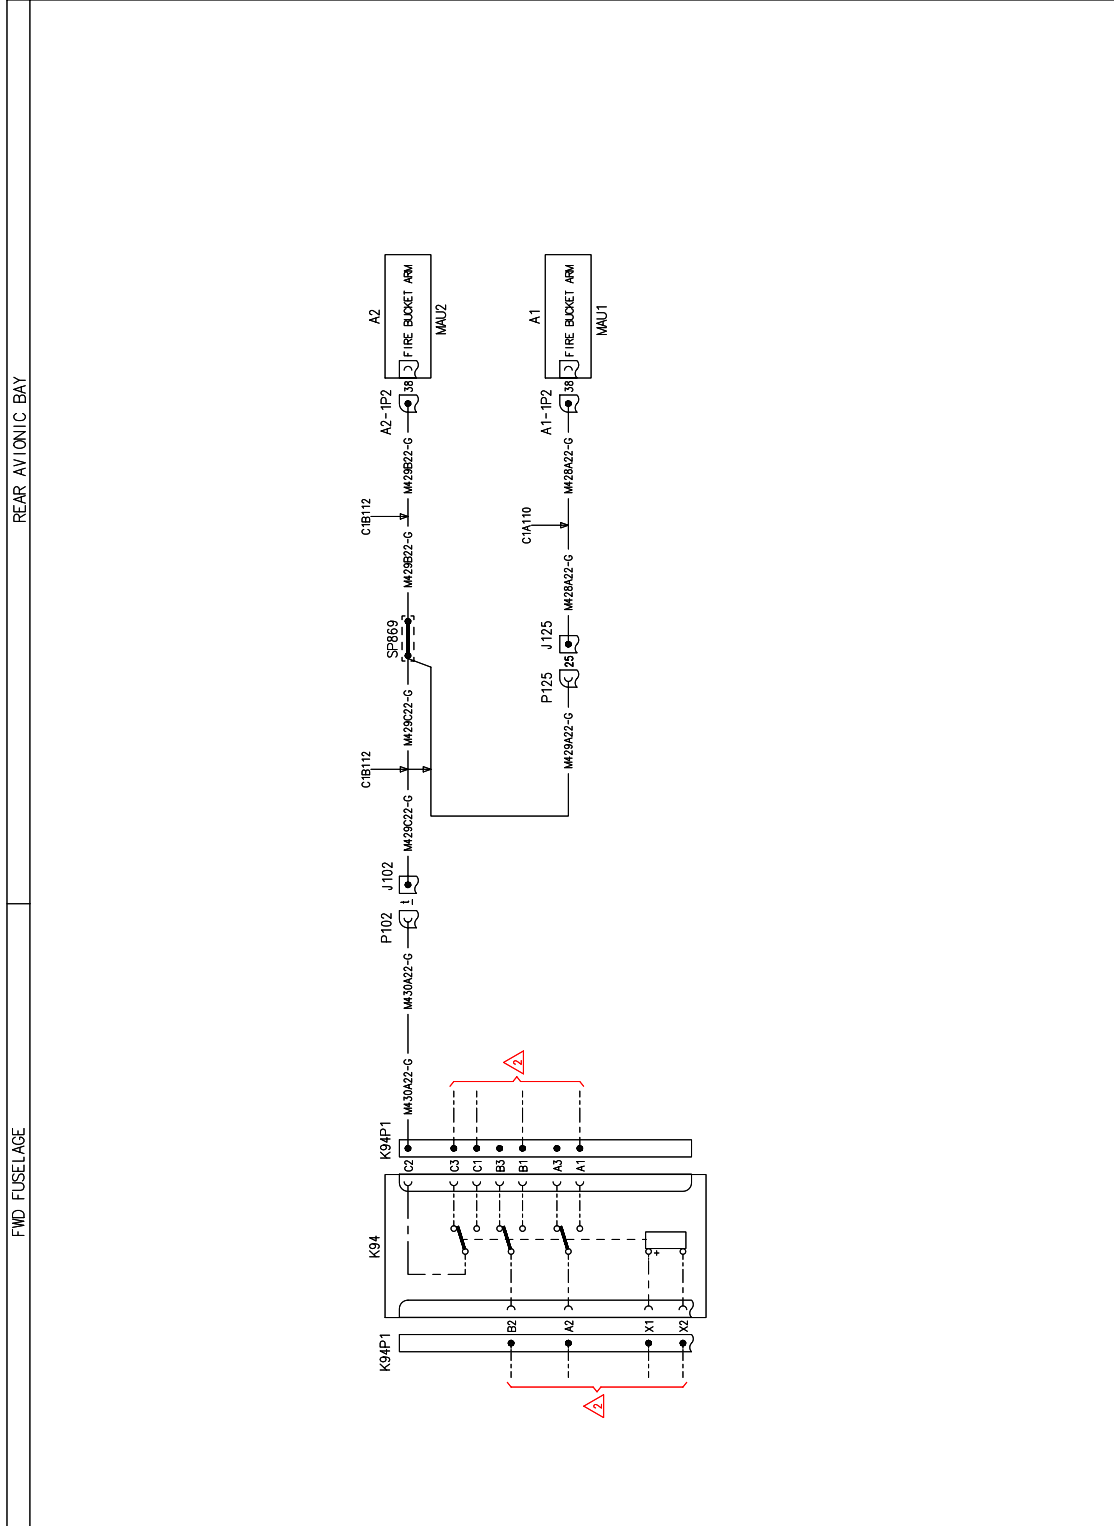 REAR AVIONIC BAY
FWD FUSELAGE
A2
FIRE BUCKET ARM
MAU2
38
A2-1P2
M429B22-G
C1B112
M429B22-G
SP869
M429C22-G
C1B112
M429C22-G
J102
t
P102
M430A22-G
M430A22-G
A1
FIRE BUCKET ARM
MAU1
38
A1-1P2
M428A22-G
C1A110
M428A22-G
J125
25
P125
M429A22-G
2
K94P1
C2
C3
C1
B3
B1
A3
A1
K94
+
B2
A2
X1
X2
K94P1
2